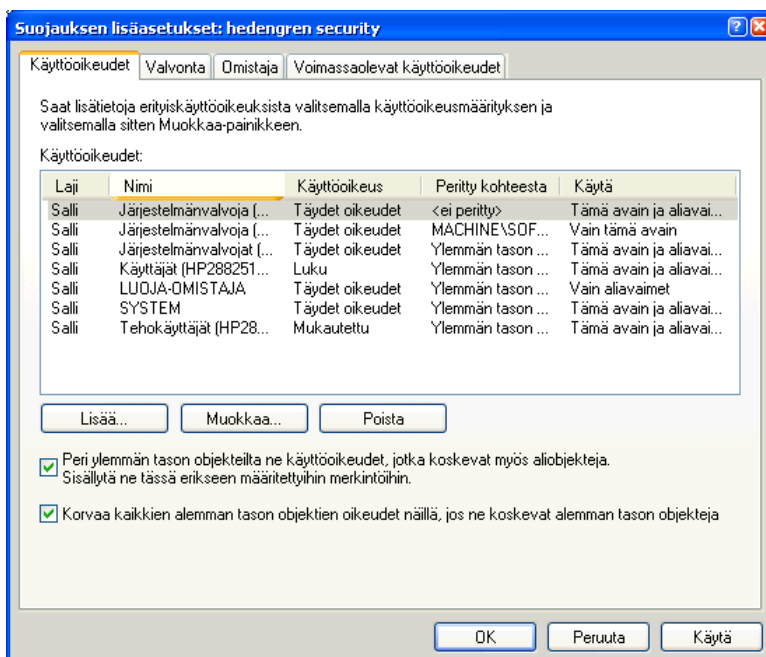 Suojauksen lisäasetukset: hedengren security
Käyttöoikeudet Valvonta Omistaja Voimassaolevat käyttöoikeudet
Saat lisätietoja erityiskäyttöoikeuksista valitsemalla käyttöoikeusmäärityksen ja
valitsemalla sitten Muokkaa-painikkeen.
Käyttöoikeudet:
Laji Nimi Käyttöoikeus Peritty kohteesta Käytä
Salli Järjestelmänvalvoja (... Täydet oikeudet <ei peritty> Tämä avain ja aliavai...
Salli Järjestelmänvalvoja (... Täydet oikeudet MACHINE\SOF... Vain tämä avain
Salli Järjestelmänvalvojat (... Täydet oikeudet Ylemmän tason ... Tämä avain ja aliavai...
Salli Käyttäjät (HP288251... Luku Ylemmän tason ... Tämä avain ja aliavai...
Salli LUOJA-OMISTAJA Täydet oikeudet Ylemmän tason ... Vain aliavaimet
Salli SYSTEM Täydet oikeudet Ylemmän tason ... Tämä avain ja aliavai...
Salli Tehokäyttäjät (HP28... Mukautettu Ylemmän tason ... Tämä avain ja aliavai...
Lisää... Muokkaa... Poista
Peri ylemmän tason objekteilta ne käyttöoikeudet, jotka koskevat myös aliobjekteja.
Sisällytä ne tässä erikseen määritettyihin merkintöihin.
Korvaa kaikkien alemman tason objektien oikeudet näillä, jos ne koskevat alemman tason objekteja
OK Peruuta Käytä